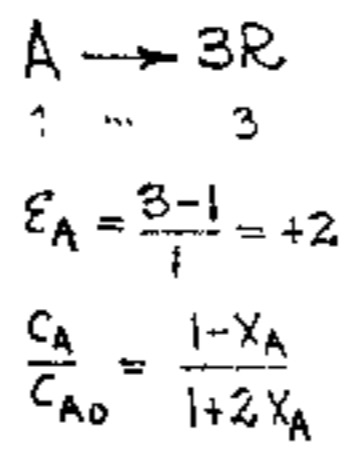 A → 3R
1 ... 3
ε_A = (3-1)/1 = +2
C_A/C_A0 = (1-X_A)/(1+2X_A)